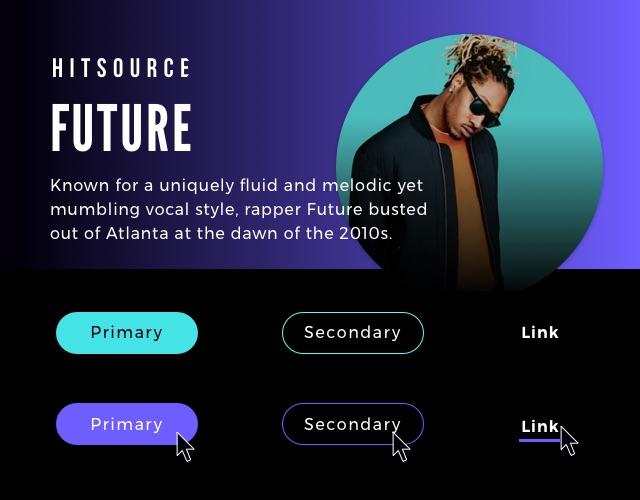 HITSOURCE
FUTURE
Known for a uniquely fluid and melodic yet
mumbling vocal style, rapper Future busted
out of Atlanta at the dawn of the 2010s.
Primary
Secondary
Link
Primary
Secondary
Link